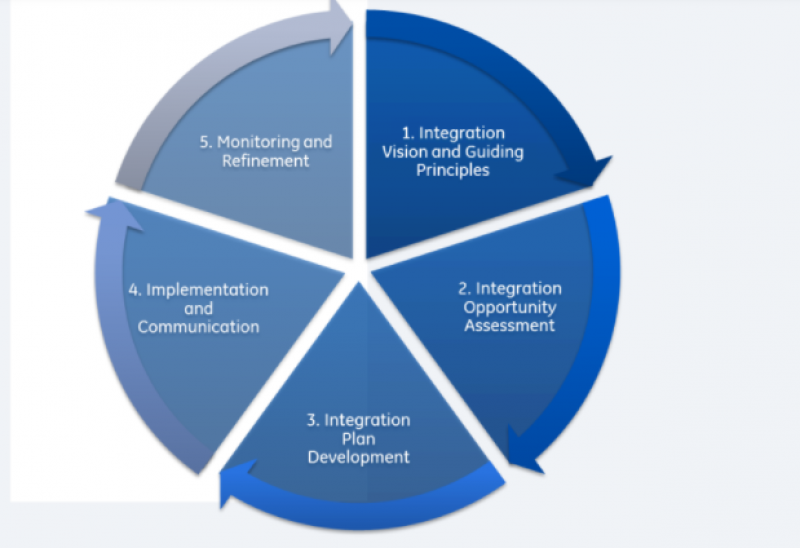 1. Integration
Vision and Guiding
Principles
2. Integration
Opportunity
Assessment
3. Integration
Plan
Development
4. Implementation
and
Communication
5. Monitoring and
Refinement